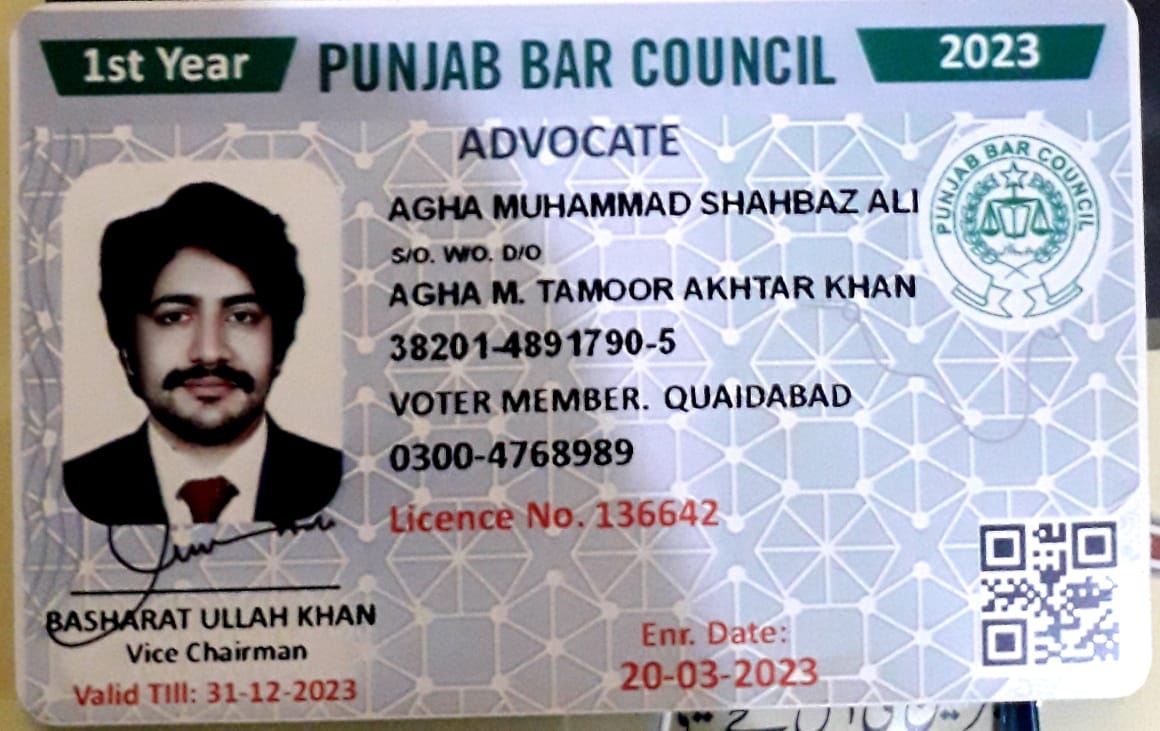 1st Year
PUNJAB BAR COUNCIL
2023
ADVOCATE
PUNJAB BAR COUNCIL
AGHA MUHAMMAD SHAHBAZ ALI
S/O. W/O. D/O
AGHA M. TAMOOR AKHTAR KHAN
38201-4891790-5
VOTER MEMBER. QUAIDABAD
0300-4768989
Licence No. 136642
BASHARAT ULLAH KHAN
Vice Chairman
Valid TIll: 31-12-2023
Enr. Date:
20-03-2023